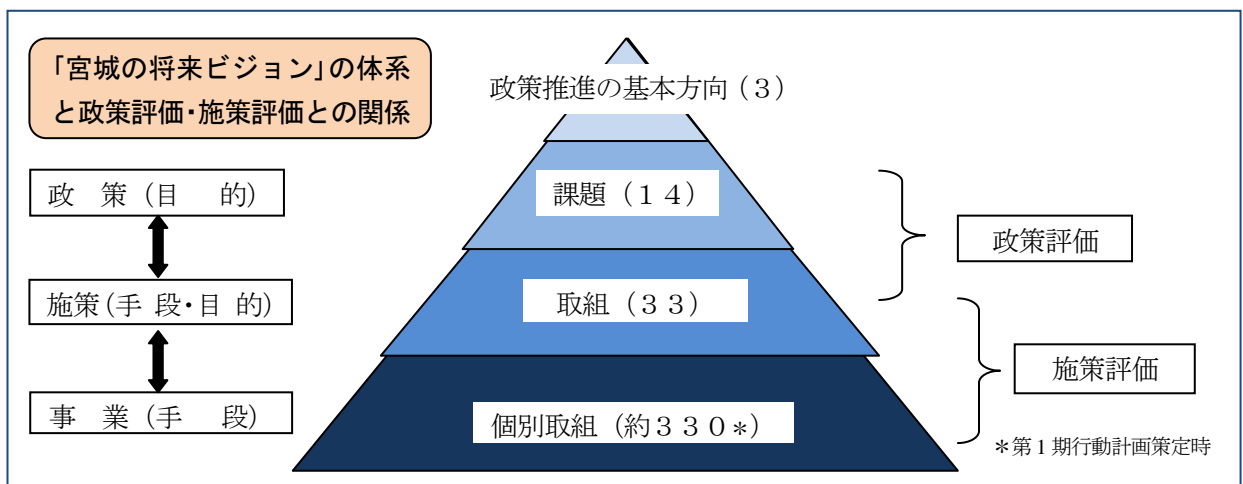 「宮城の将来ビジョン」の体系
と政策評価・施策評価との関係
政策推進の基本方向(3)
政 策(目 的)
課題(14)
政策評価
施策(手 段・目 的)
取組(33)
施策評価
事 業(手 段)
個別取組(約330*)
*第1期行動計画策定時